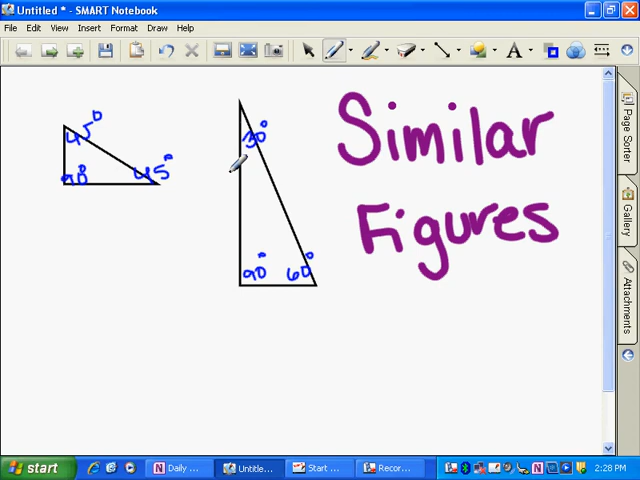 Untitled * - SMART Notebook
File Edit View Insert Format Draw Help
Similar
Figures
45°
90° 45°
30°
90° 60°
Page Sorter
Gallery
Attachments
start
Daily ...
Untitle...
Start ...
Recor...
2:28 PM